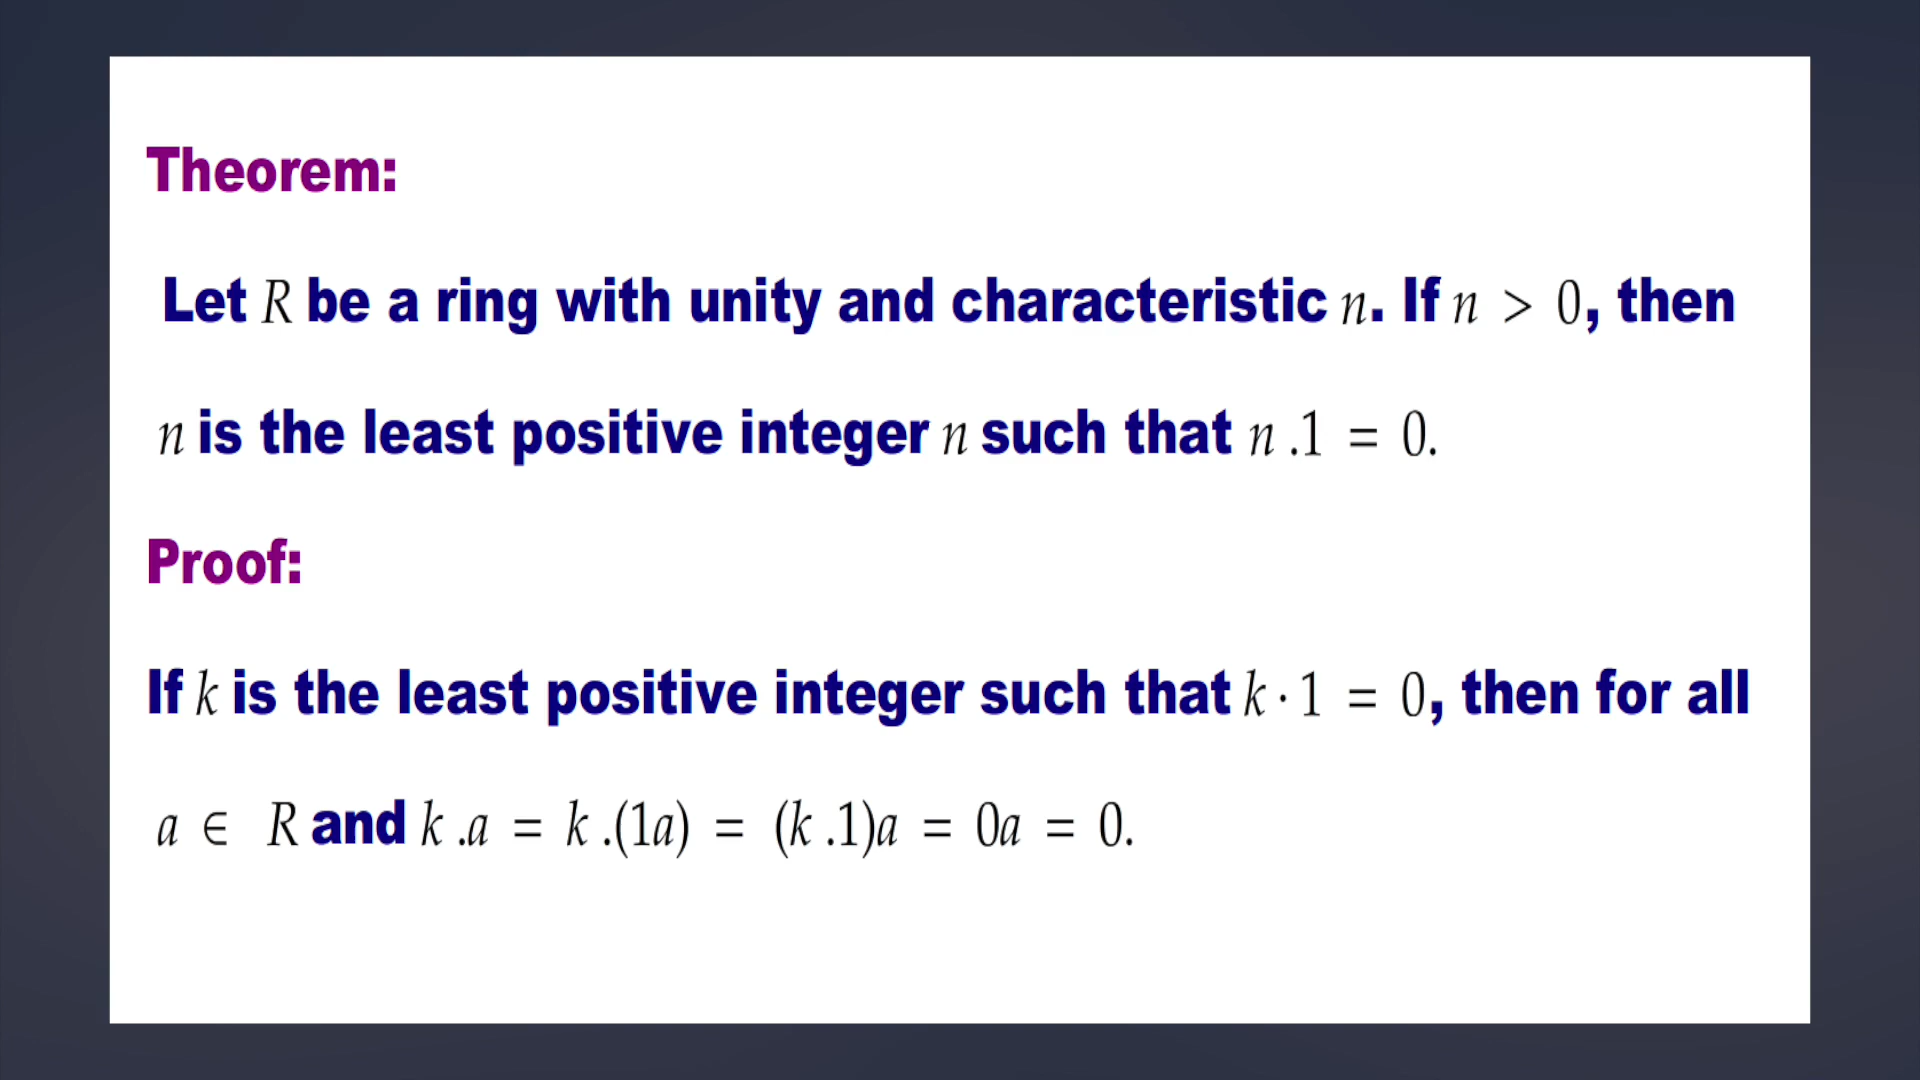 Theorem:
Let R be a ring with unity and characteristic n. If n > 0, then
n is the least positive integer n such that n .1 = 0.
Proof:
If k is the least positive integer such that k · 1 = 0, then for all
a ∈ R and k .a = k .(1a) = (k .1)a = 0a = 0.